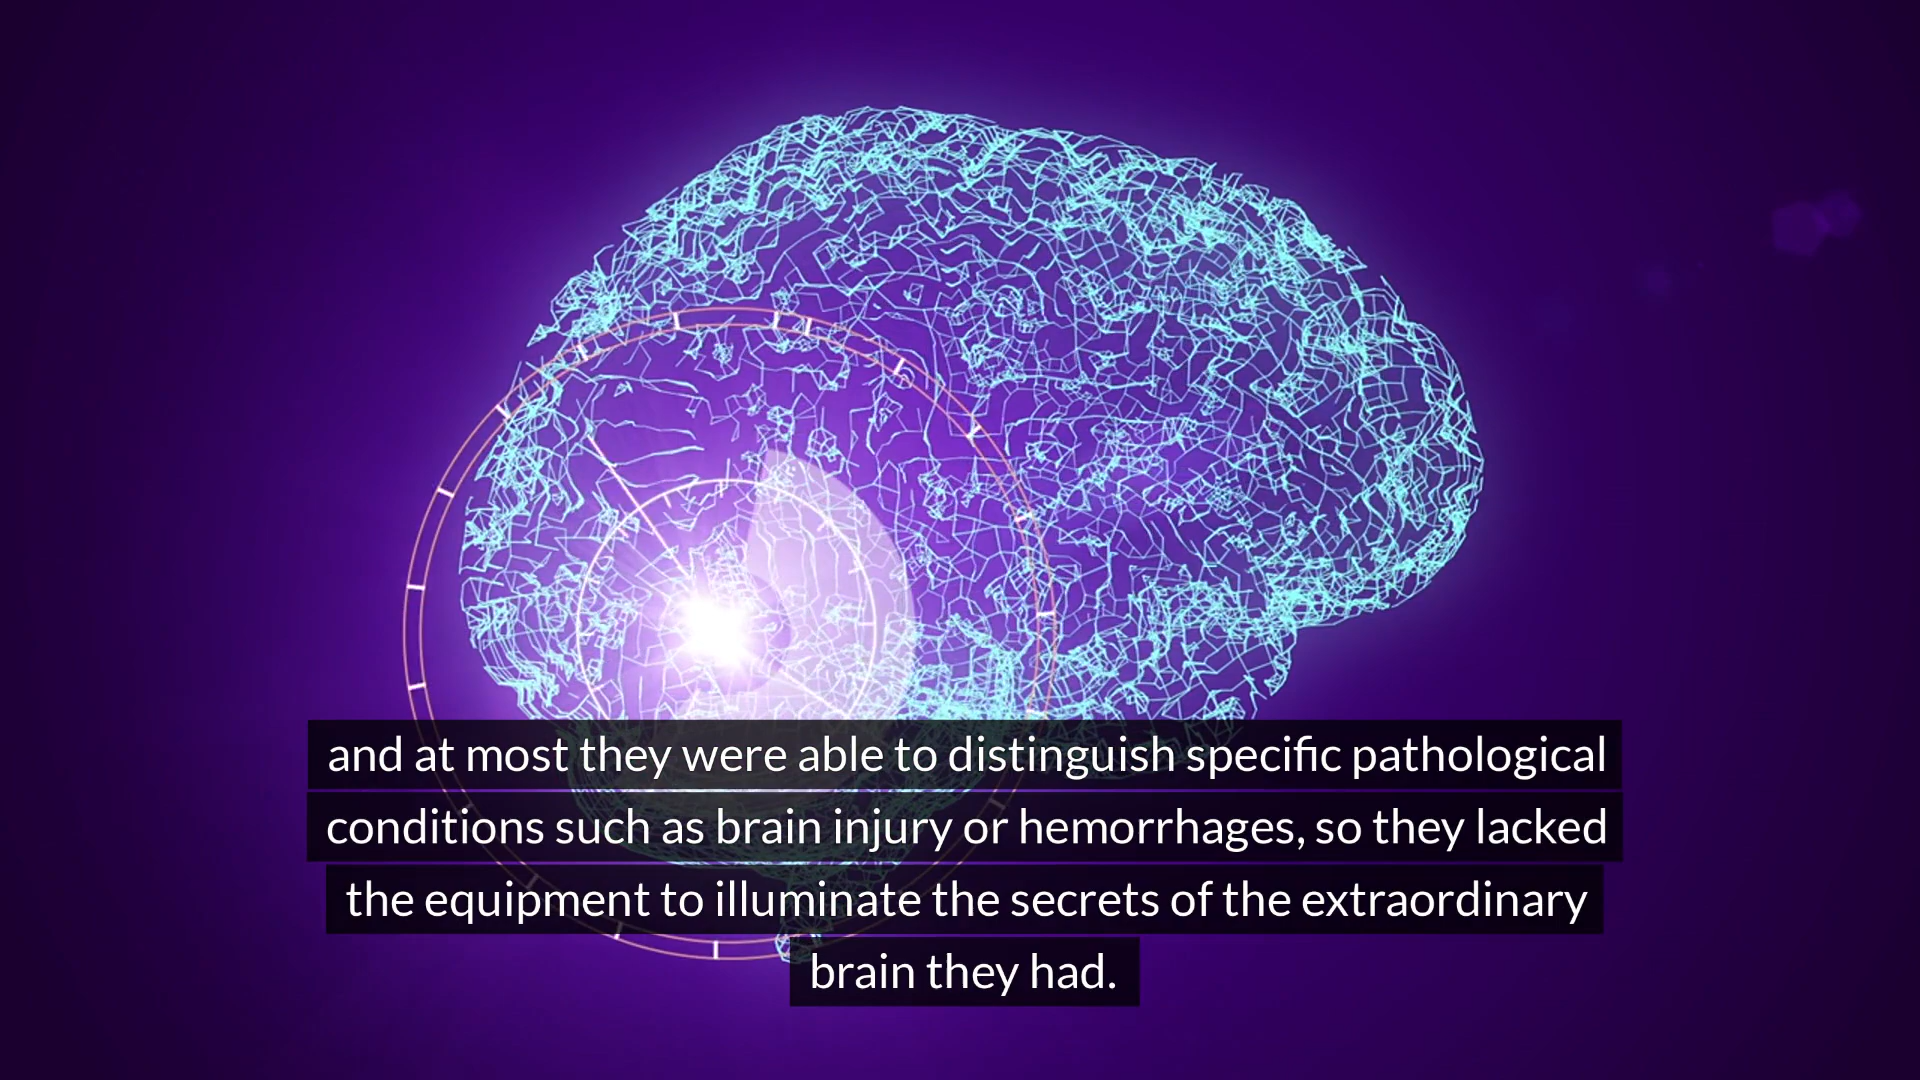 and at most they were able to distinguish specific pathological
conditions such as brain injury or hemorrhages, so they lacked
the equipment to illuminate the secrets of the extraordinary
brain they had.